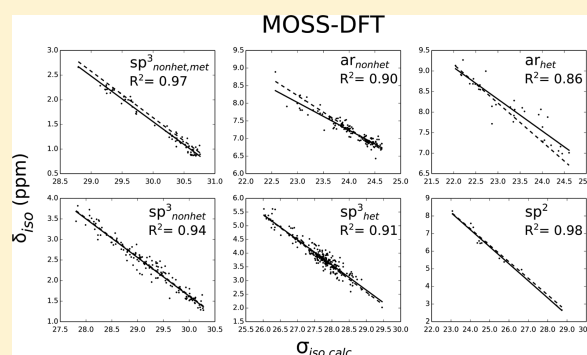 MOSS-DFT
sp³nonhet,met
R²= 0.97
arnonhet
R²= 0.90
arhet
R²= 0.86
3.0
2.5
2.0
1.5
1.0
0.5
28.5 29.0 29.5 30.0 30.5 31.0
9.5
9.0
8.5
8.0
7.5
7.0
6.5
6.0
22.0 22.5 23.0 23.5 24.0 24.5 25.0
9.5
9.0
8.5
8.0
7.5
7.0
6.5
6.0
21.5 22.0 22.5 23.0 23.5 24.0 24.5 25.0
δiso (ppm)
sp³nonhet
R²= 0.94
sp³het
R²= 0.91
sp²
R²= 0.98
4.0
3.5
3.0
2.5
2.0
1.5
1.0
27.5 28.0 28.5 29.0 29.5 30.0 30.5
6.0
5.5
5.0
4.5
4.0
3.5
3.0
2.5
2.0
1.5
25.5 26.0 26.5 27.0 27.5 28.0 28.5 29.0 29.5 30.0
9
8
7
6
5
4
3
2
22.0 23.0 24.0 25.0 26.0 27.0 28.0 29.0 30.0
σiso calc